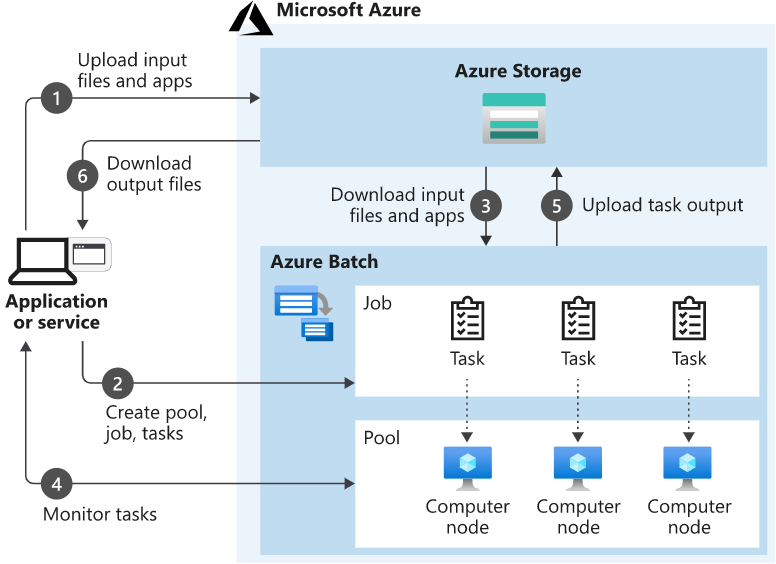 Microsoft Azure
Upload input
files and apps
1
Azure Storage
6
Download
output files
Download input
files and apps
3
5
Upload task output
Application
or service
Azure Batch
Job
Task
Task
Task
2
Create pool,
job, tasks
Pool
Computer
node
Computer
node
Computer
node
4
Monitor tasks